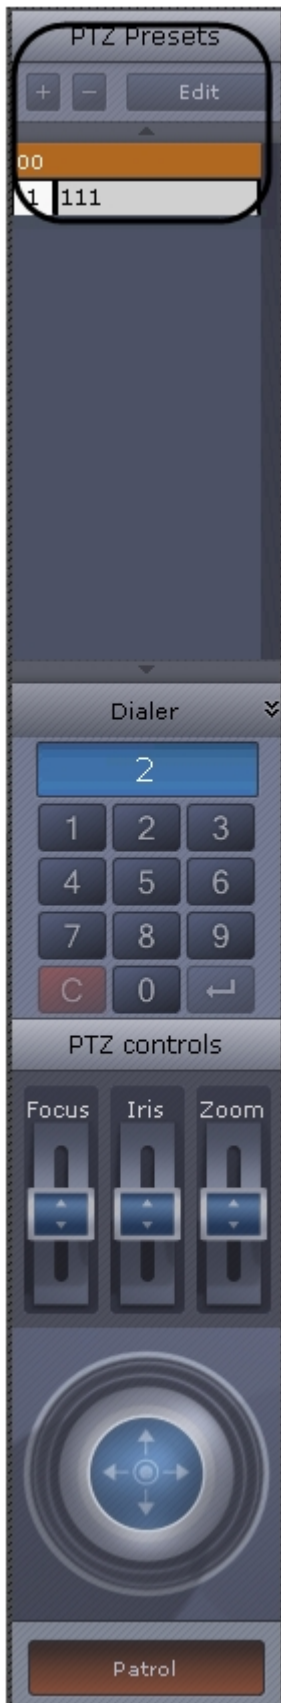 PTZ Presets
+ − Edit
00
1 111
Dialer
2
1 2 3
4 5 6
7 8 9
C 0
PTZ controls
Focus Iris Zoom
Patrol